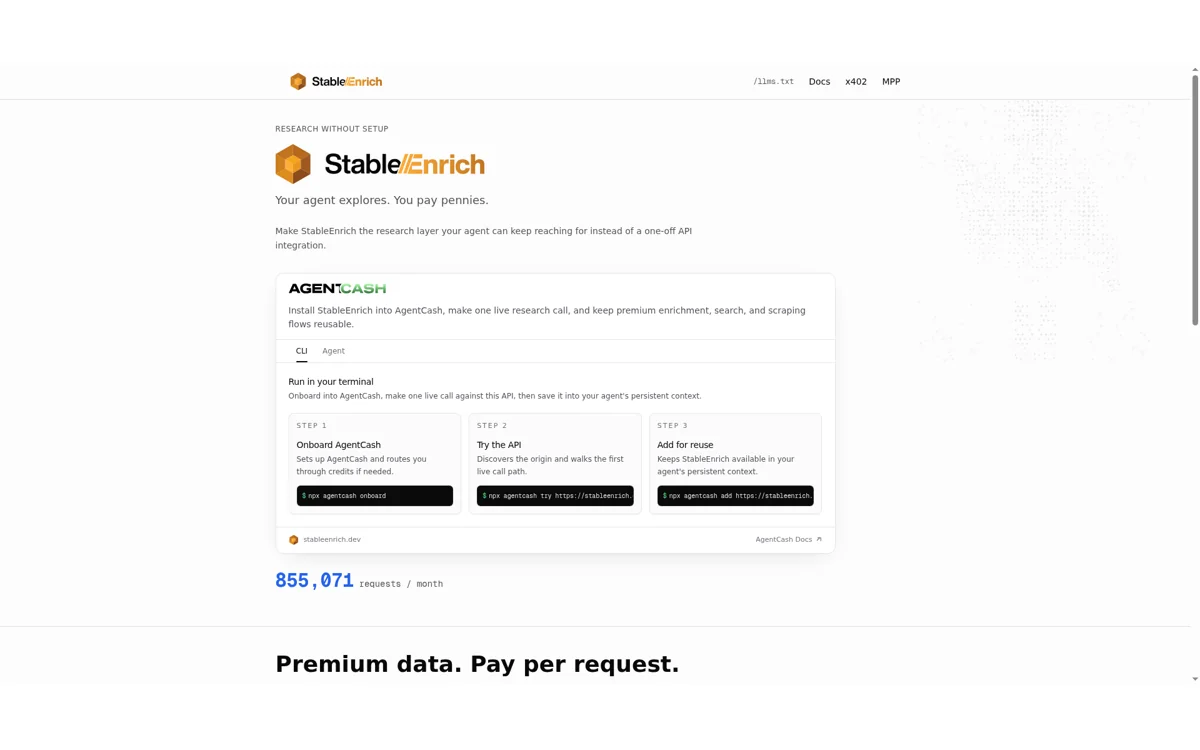 Stable//Enrich
/llms.txt
Docs
x402
MPP
RESEARCH WITHOUT SETUP
Stable//Enrich
Your agent explores. You pay pennies.
Make StableEnrich the research layer your agent can keep reaching for instead of a one-off API
integration.
AGENTCASH
Install StableEnrich into AgentCash, make one live research call, and keep premium enrichment, search, and scraping
flows reusable.
CLI
Agent
Run in your terminal
Onboard into AgentCash, make one live call against this API, then save it into your agent's persistent context.
STEP 1
Onboard AgentCash
Sets up AgentCash and routes you
through credits if needed.
$ npx agentcash onboard
STEP 2
Try the API
Discovers the origin and walks the first
live call path.
$ npx agentcash try https://stableenrich.
STEP 3
Add for reuse
Keeps StableEnrich available in your
agent's persistent context.
$ npx agentcash add https://stableenrich.
stableenrich.dev
AgentCash Docs
855,071 requests / month
Premium data. Pay per request.